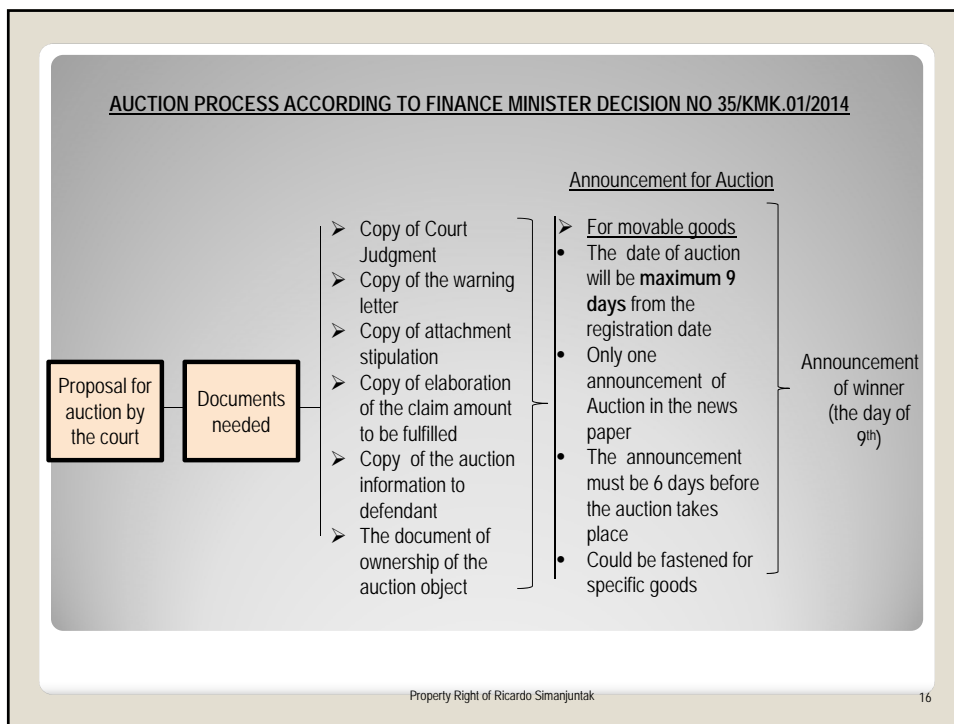 AUCTION PROCESS ACCORDING TO FINANCE MINISTER DECISION NO 35/KMK.01/2014
Proposal for
auction by
the court
Documents
needed
➢ Copy of Court
Judgment
➢ Copy of the warning
letter
➢ Copy of attachment
stipulation
➢ Copy of elaboration
of the claim amount
to be fulfilled
➢ Copy of the auction
information to
defendant
➢ The document of
ownership of the
auction object
Announcement for Auction
➢ For movable goods
• The date of auction
will be maximum 9
days from the
registration date
• Only one
announcement of
Auction in the news
paper
• The announcement
must be 6 days before
the auction takes
place
• Could be fastened for
specific goods
Announcement
of winner
(the day of
9th)
Property Right of Ricardo Simanjuntak
16